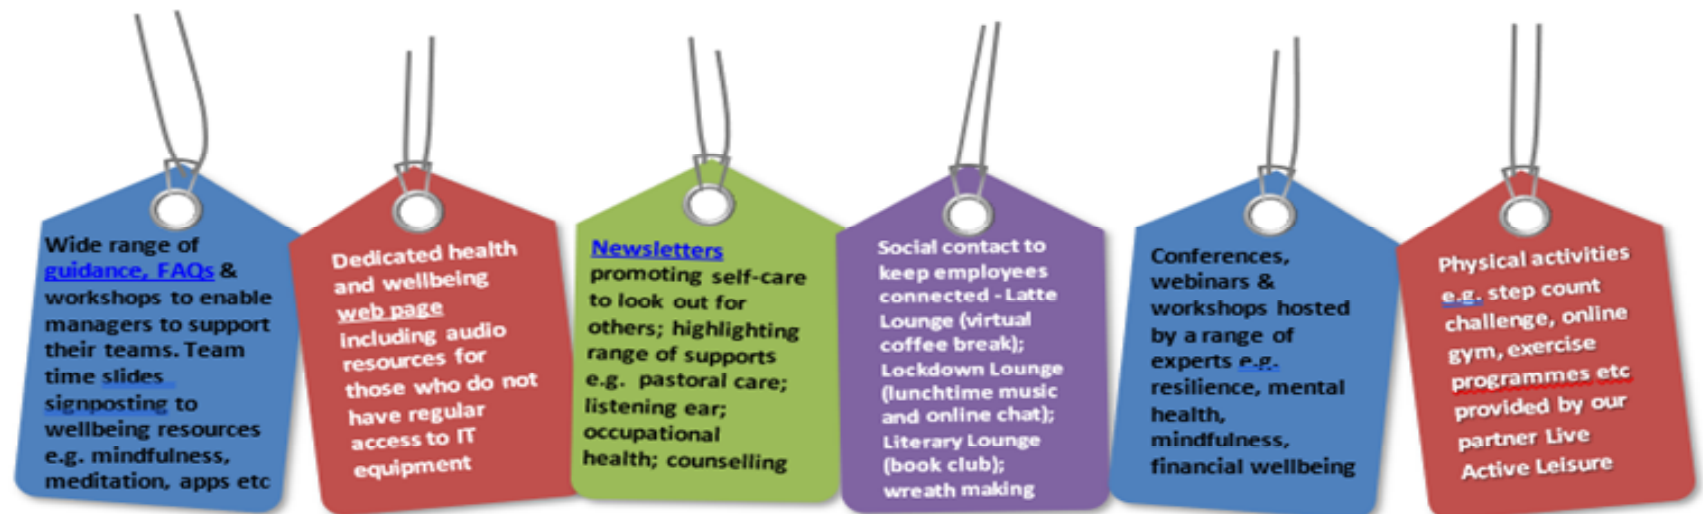 Wide range of
guidance, FAQs &
workshops to enable
managers to support
their teams. Team
time slides
signposting to
wellbeing resources
e.g. mindfulness,
meditation, apps etc
Dedicated health
and wellbeing
web page
including audio
resources for
those who do not
have regular
access to IT
equipment
Newsletters
promoting self-care
to look out for
others; highlighting
range of supports
e.g. pastoral care;
listening ear;
occupational
health; counselling
Social contact to
keep employees
connected - Latte
Lounge (virtual
coffee break);
Lockdown Lounge
(lunchtime music
and online chat);
Literary Lounge
(book club);
wreath making
Conferences,
webinars &
workshops hosted
by a range of
experts e.g.
resilience, mental
health,
mindfulness,
financial wellbeing
Physical activities
e.g. step count
challenge, online
gym, exercise
programmes etc
provided by our
partner Live
Active Leisure